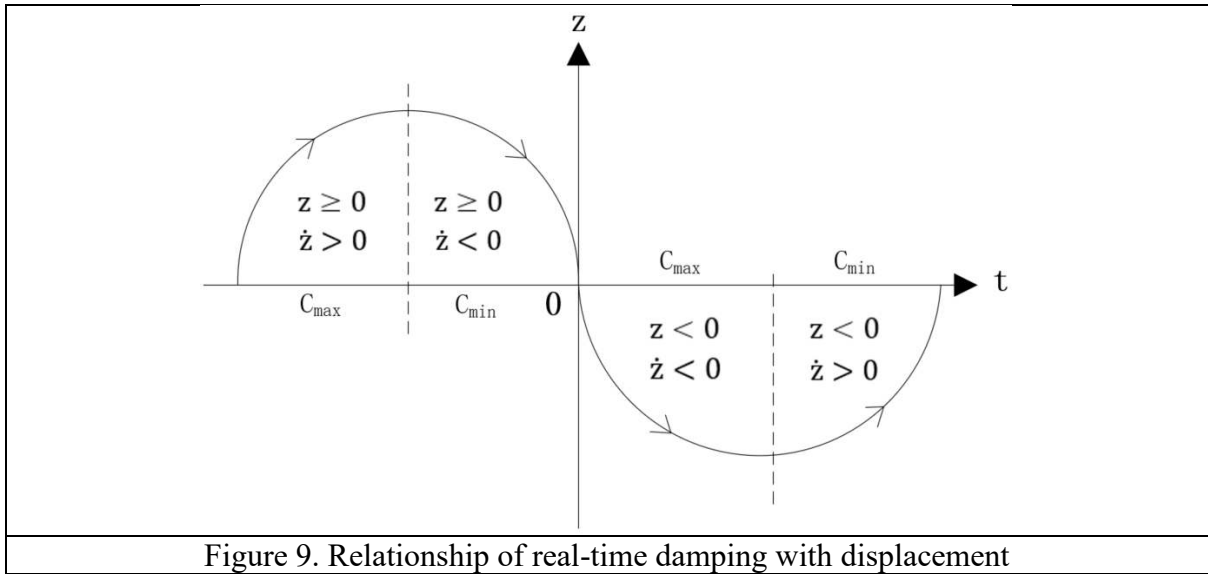 z
z ≥ 0 z ≥ 0
ż > 0 ż < 0
C_max C_min
C_max C_min 0 t
z < 0 z < 0
ż < 0 ż > 0
Figure 9. Relationship of real-time damping with displacement